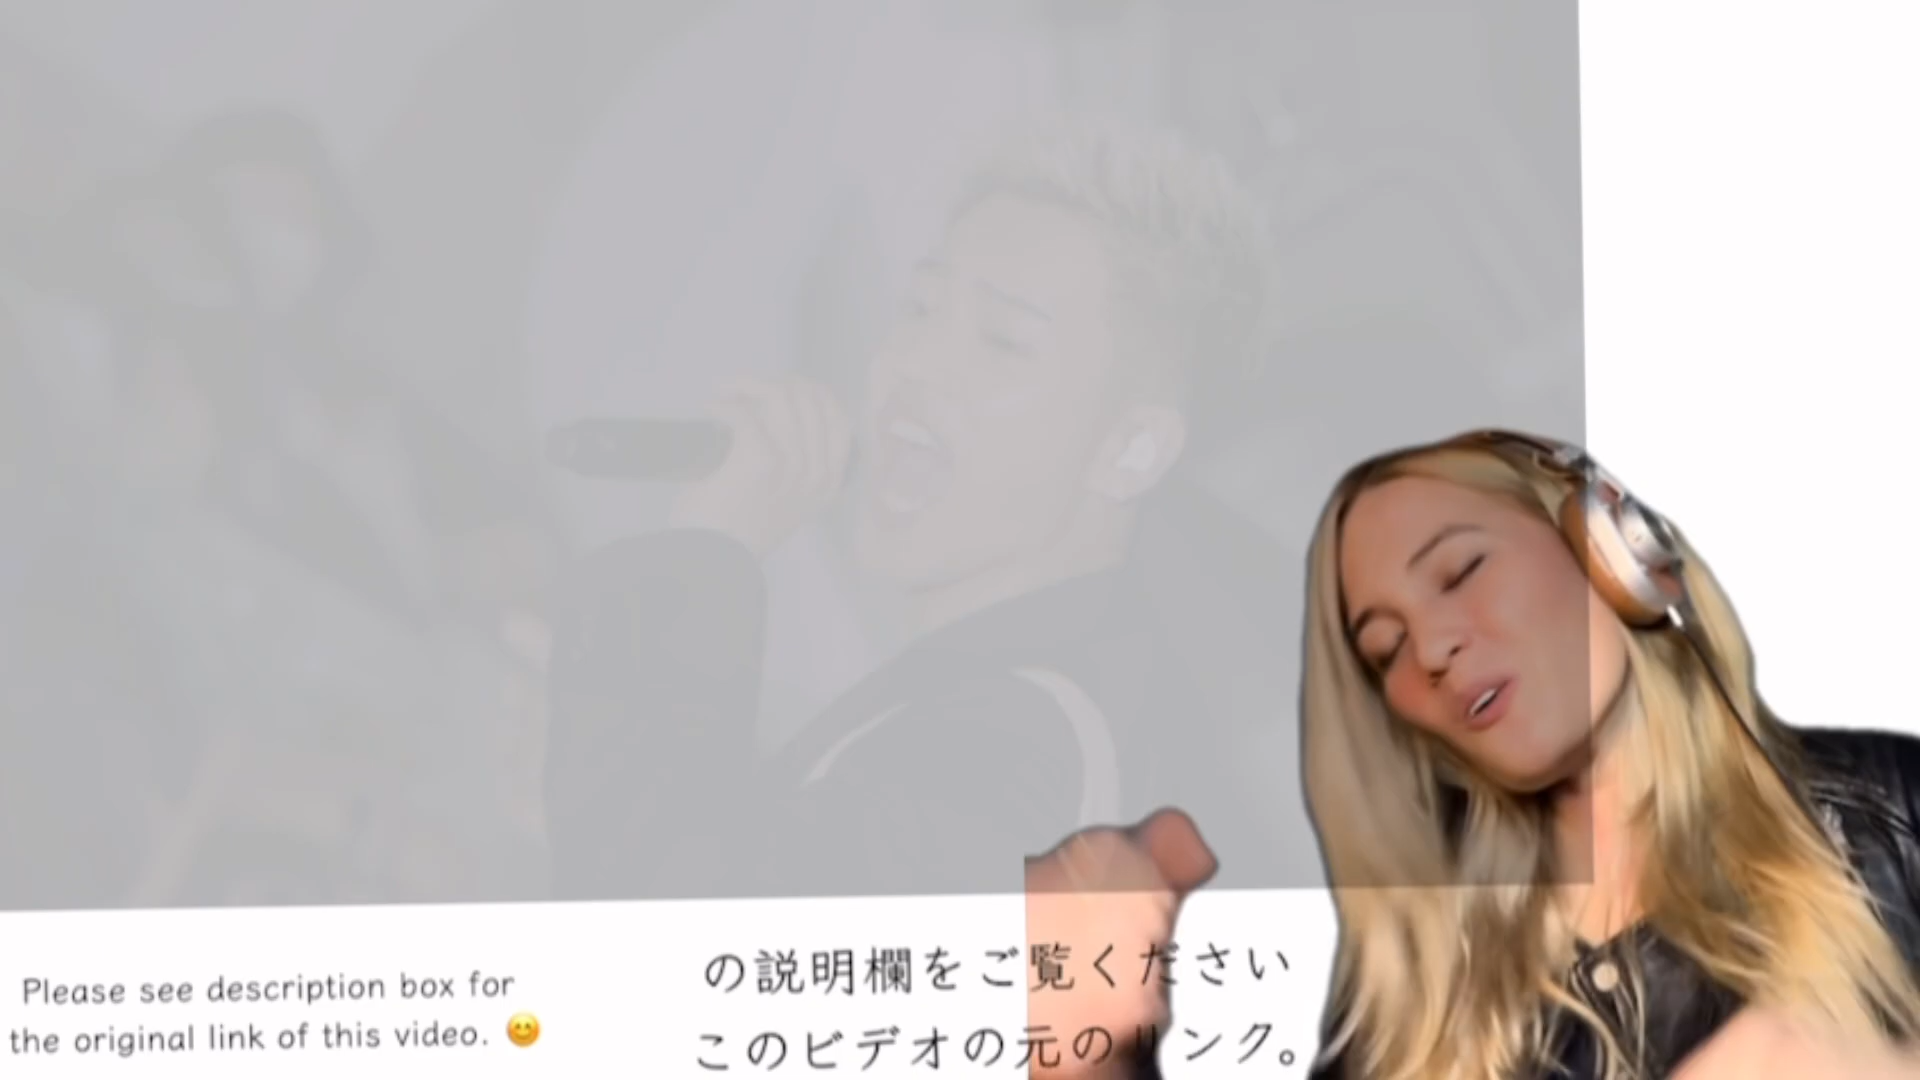 Please see description box for
the original link of this video. 😊
の説明欄をご覧ください
このビデオの元のリンク。